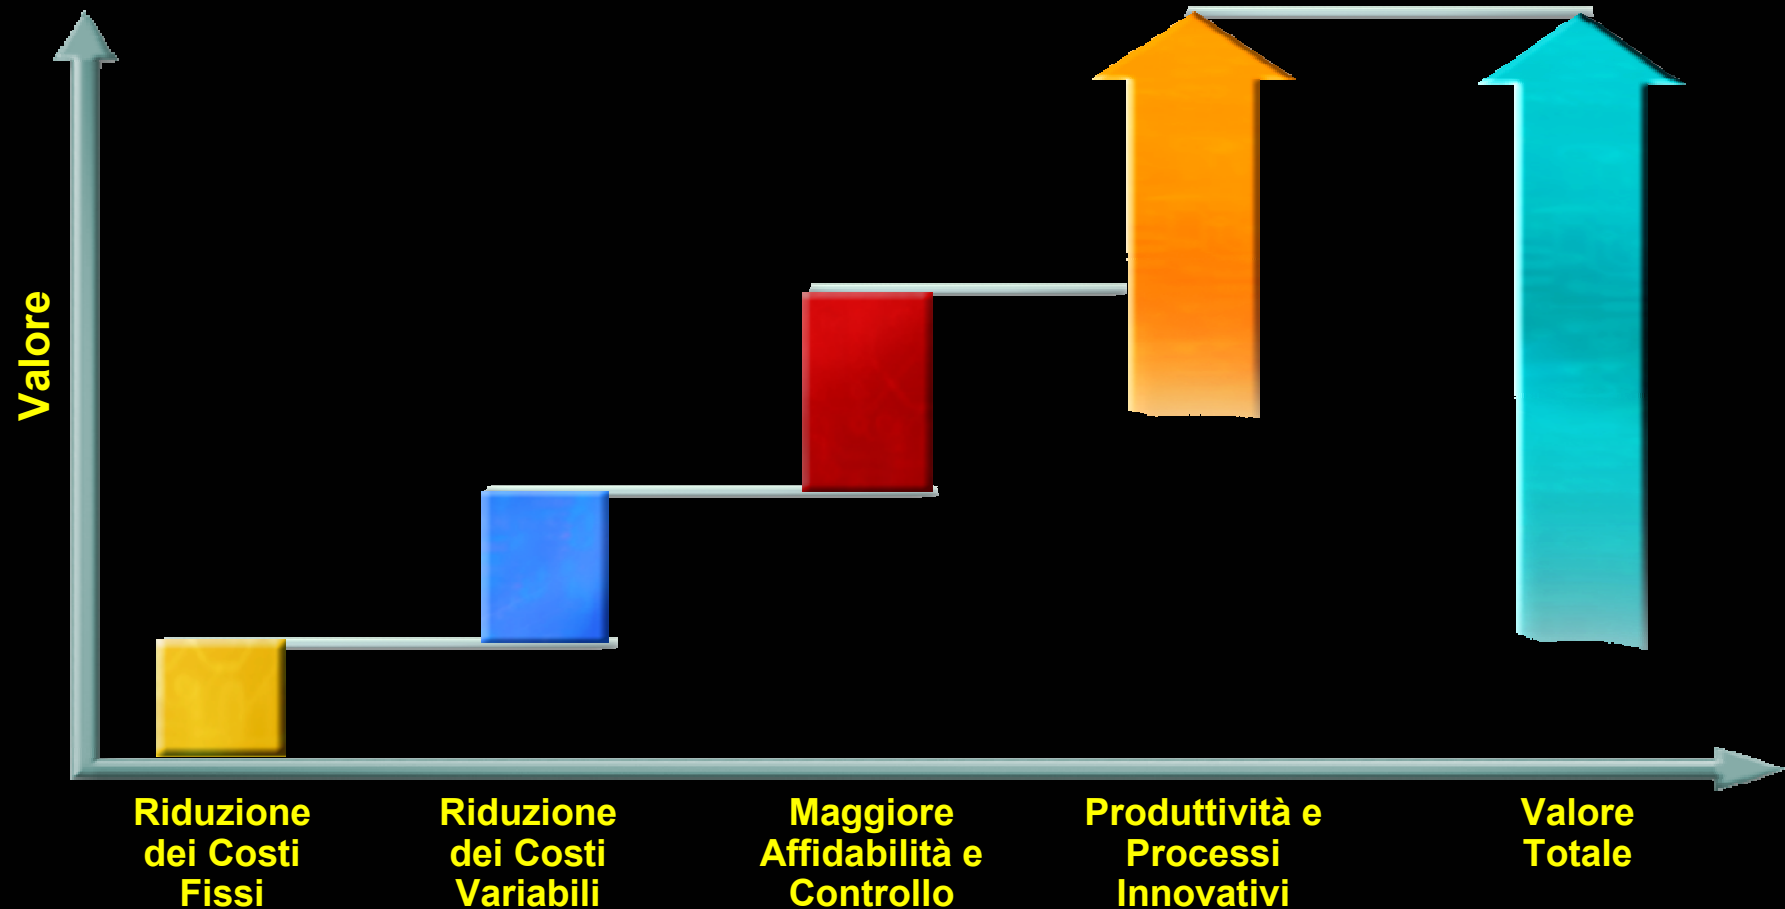 Valore
Riduzione
dei Costi
Fissi
Riduzione
dei Costi
Variabili
Maggiore
Affidabilità e
Controllo
Produttività e
Processi
Innovativi
Valore
Totale